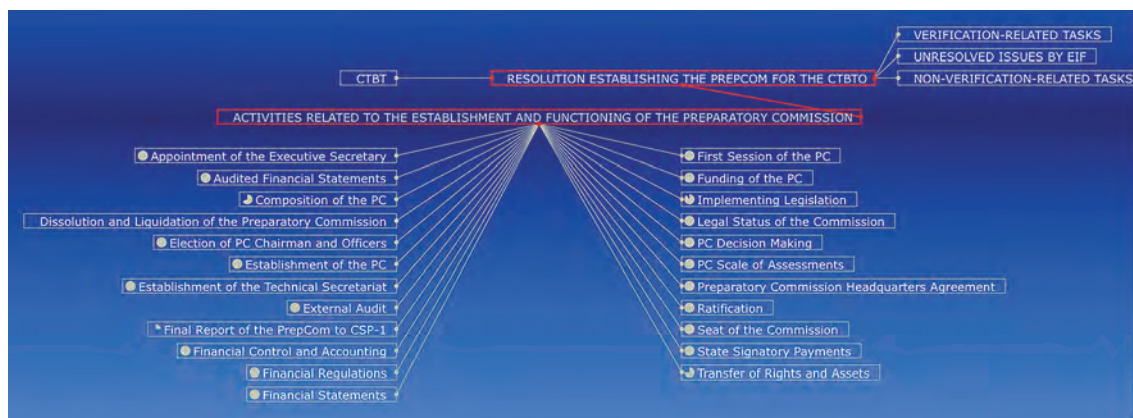 VERIFICATION-RELATED TASKS
UNRESOLVED ISSUES BY EIF
CTBT
RESOLUTION ESTABLISHING THE PREPCOM FOR THE CTBTO
NON-VERIFICATION-RELATED TASKS
ACTIVITIES RELATED TO THE ESTABLISHMENT AND FUNCTIONING OF THE PREPARATORY COMMISSION
Appointment of the Executive Secretary
Audited Financial Statements
Composition of the PC
Dissolution and Liquidation of the Preparatory Commission
Election of PC Chairman and Officers
Establishment of the PC
Establishment of the Technical Secretariat
External Audit
Final Report of the PrepCom to CSP-1
Financial Control and Accounting
Financial Regulations
Financial Statements
First Session of the PC
Funding of the PC
Implementing Legislation
Legal Status of the Commission
PC Decision Making
PC Scale of Assessments
Preparatory Commission Headquarters Agreement
Ratification
Seat of the Commission
State Signatory Payments
Transfer of Rights and Assets